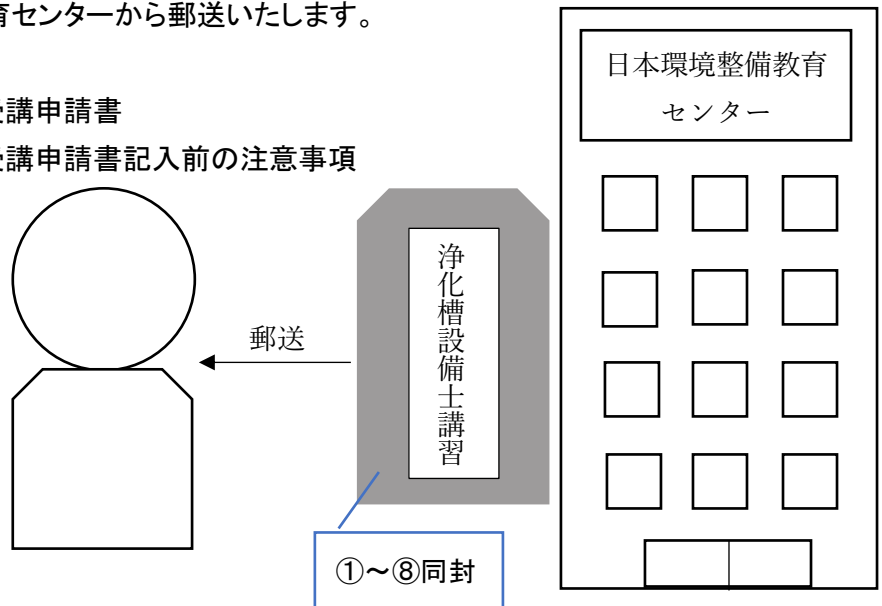 育センターから郵送いたします。
受講申請書
受講申請書記入前の注意事項
日本環境整備教育
センター
浄化槽設備士講習
郵送
①～⑧同封